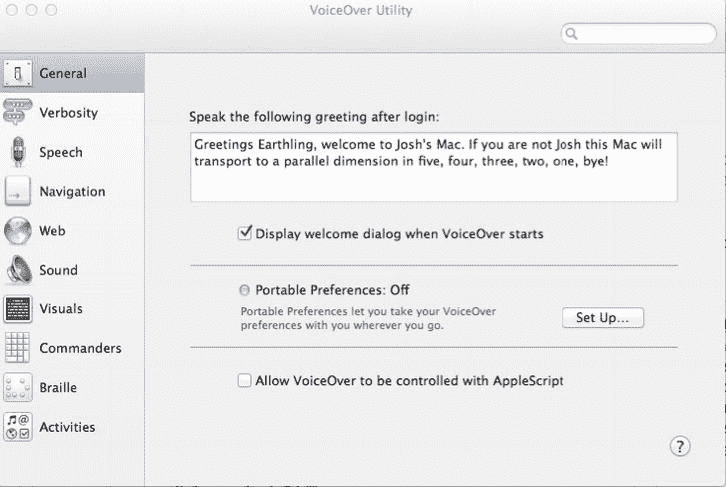 VoiceOver Utility
General
Verbosity
Speech
Navigation
Web
Sound
Visuals
Commanders
Braille
Activities
Speak the following greeting after login:
Greetings Earthling, welcome to Josh's Mac. If you are not Josh this Mac will
transport to a parallel dimension in five, four, three, two, one, bye!
Display welcome dialog when VoiceOver starts
Portable Preferences: Off
Portable Preferences let you take your VoiceOver
preferences with you wherever you go.
Set Up...
Allow VoiceOver to be controlled with AppleScript
?